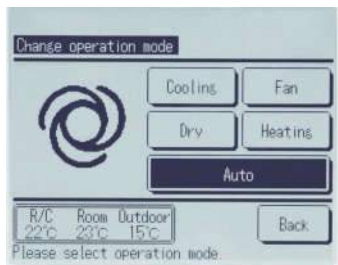 Change operation mode
Cooling Fan
Dry Heating
Auto
R/C Room Outdoor
22°C 23°C 15°C
Back
Please select operation mode.